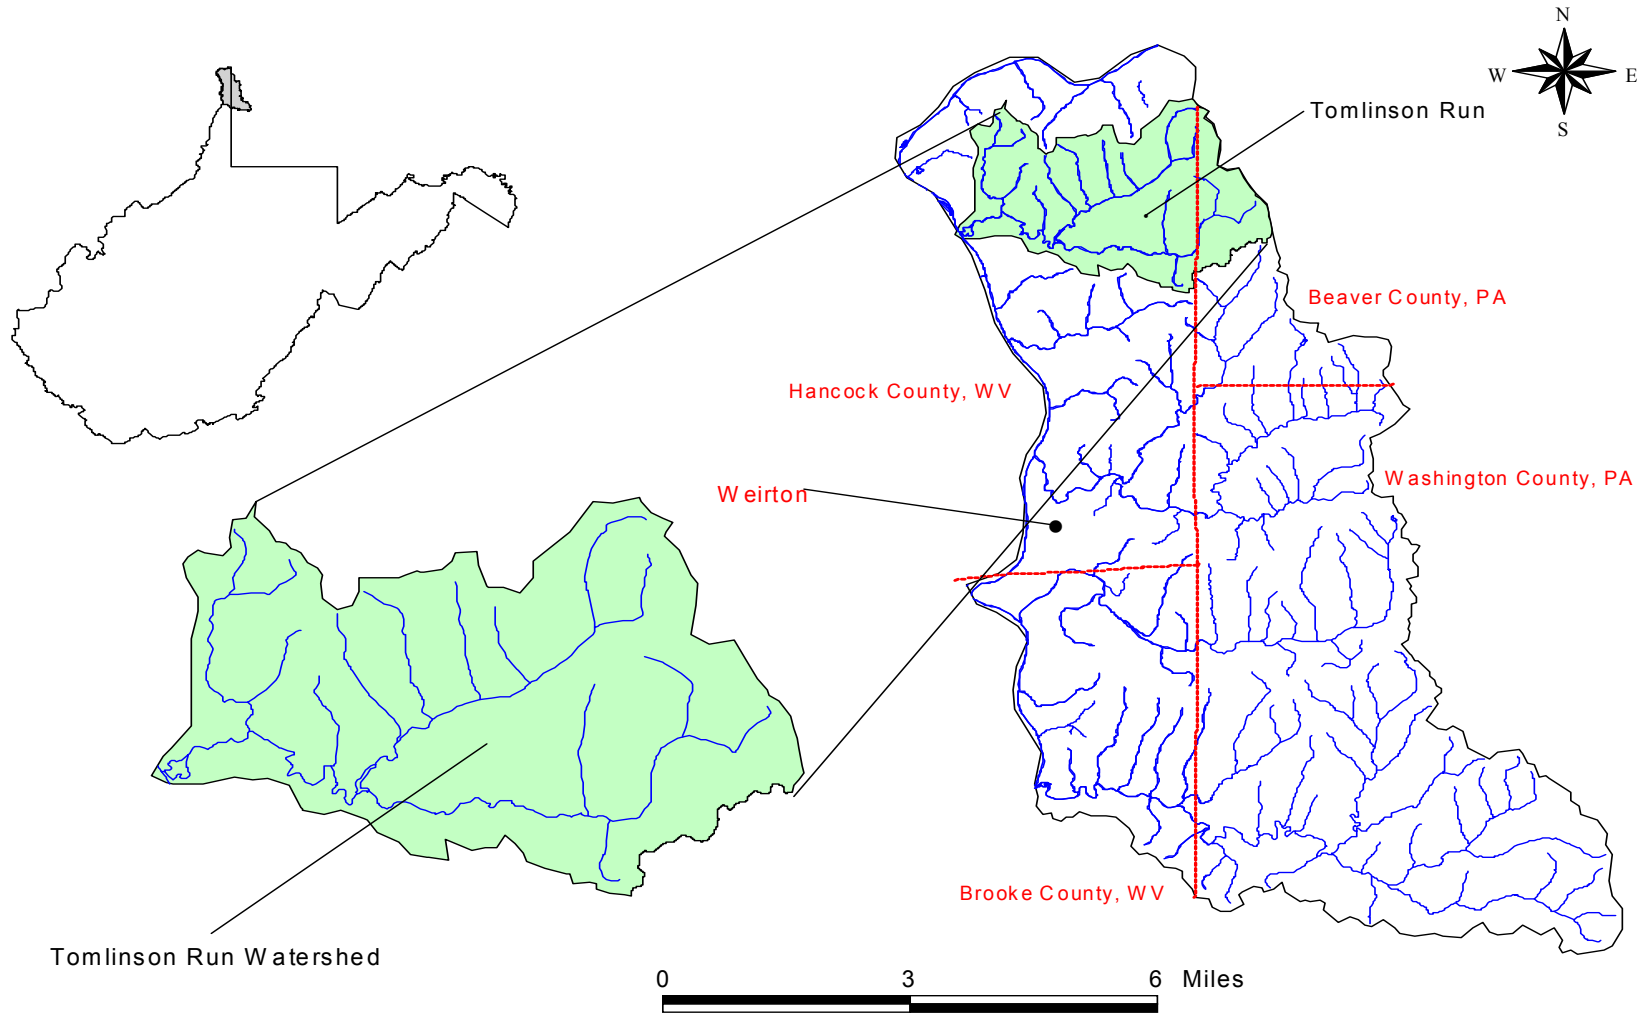 N
W E
S
Tomlinson Run
Beaver County, PA
Hancock County, WV
Washington County, PA
Weirton
Brooke County, WV
Tomlinson Run Watershed
0 3 6 Miles